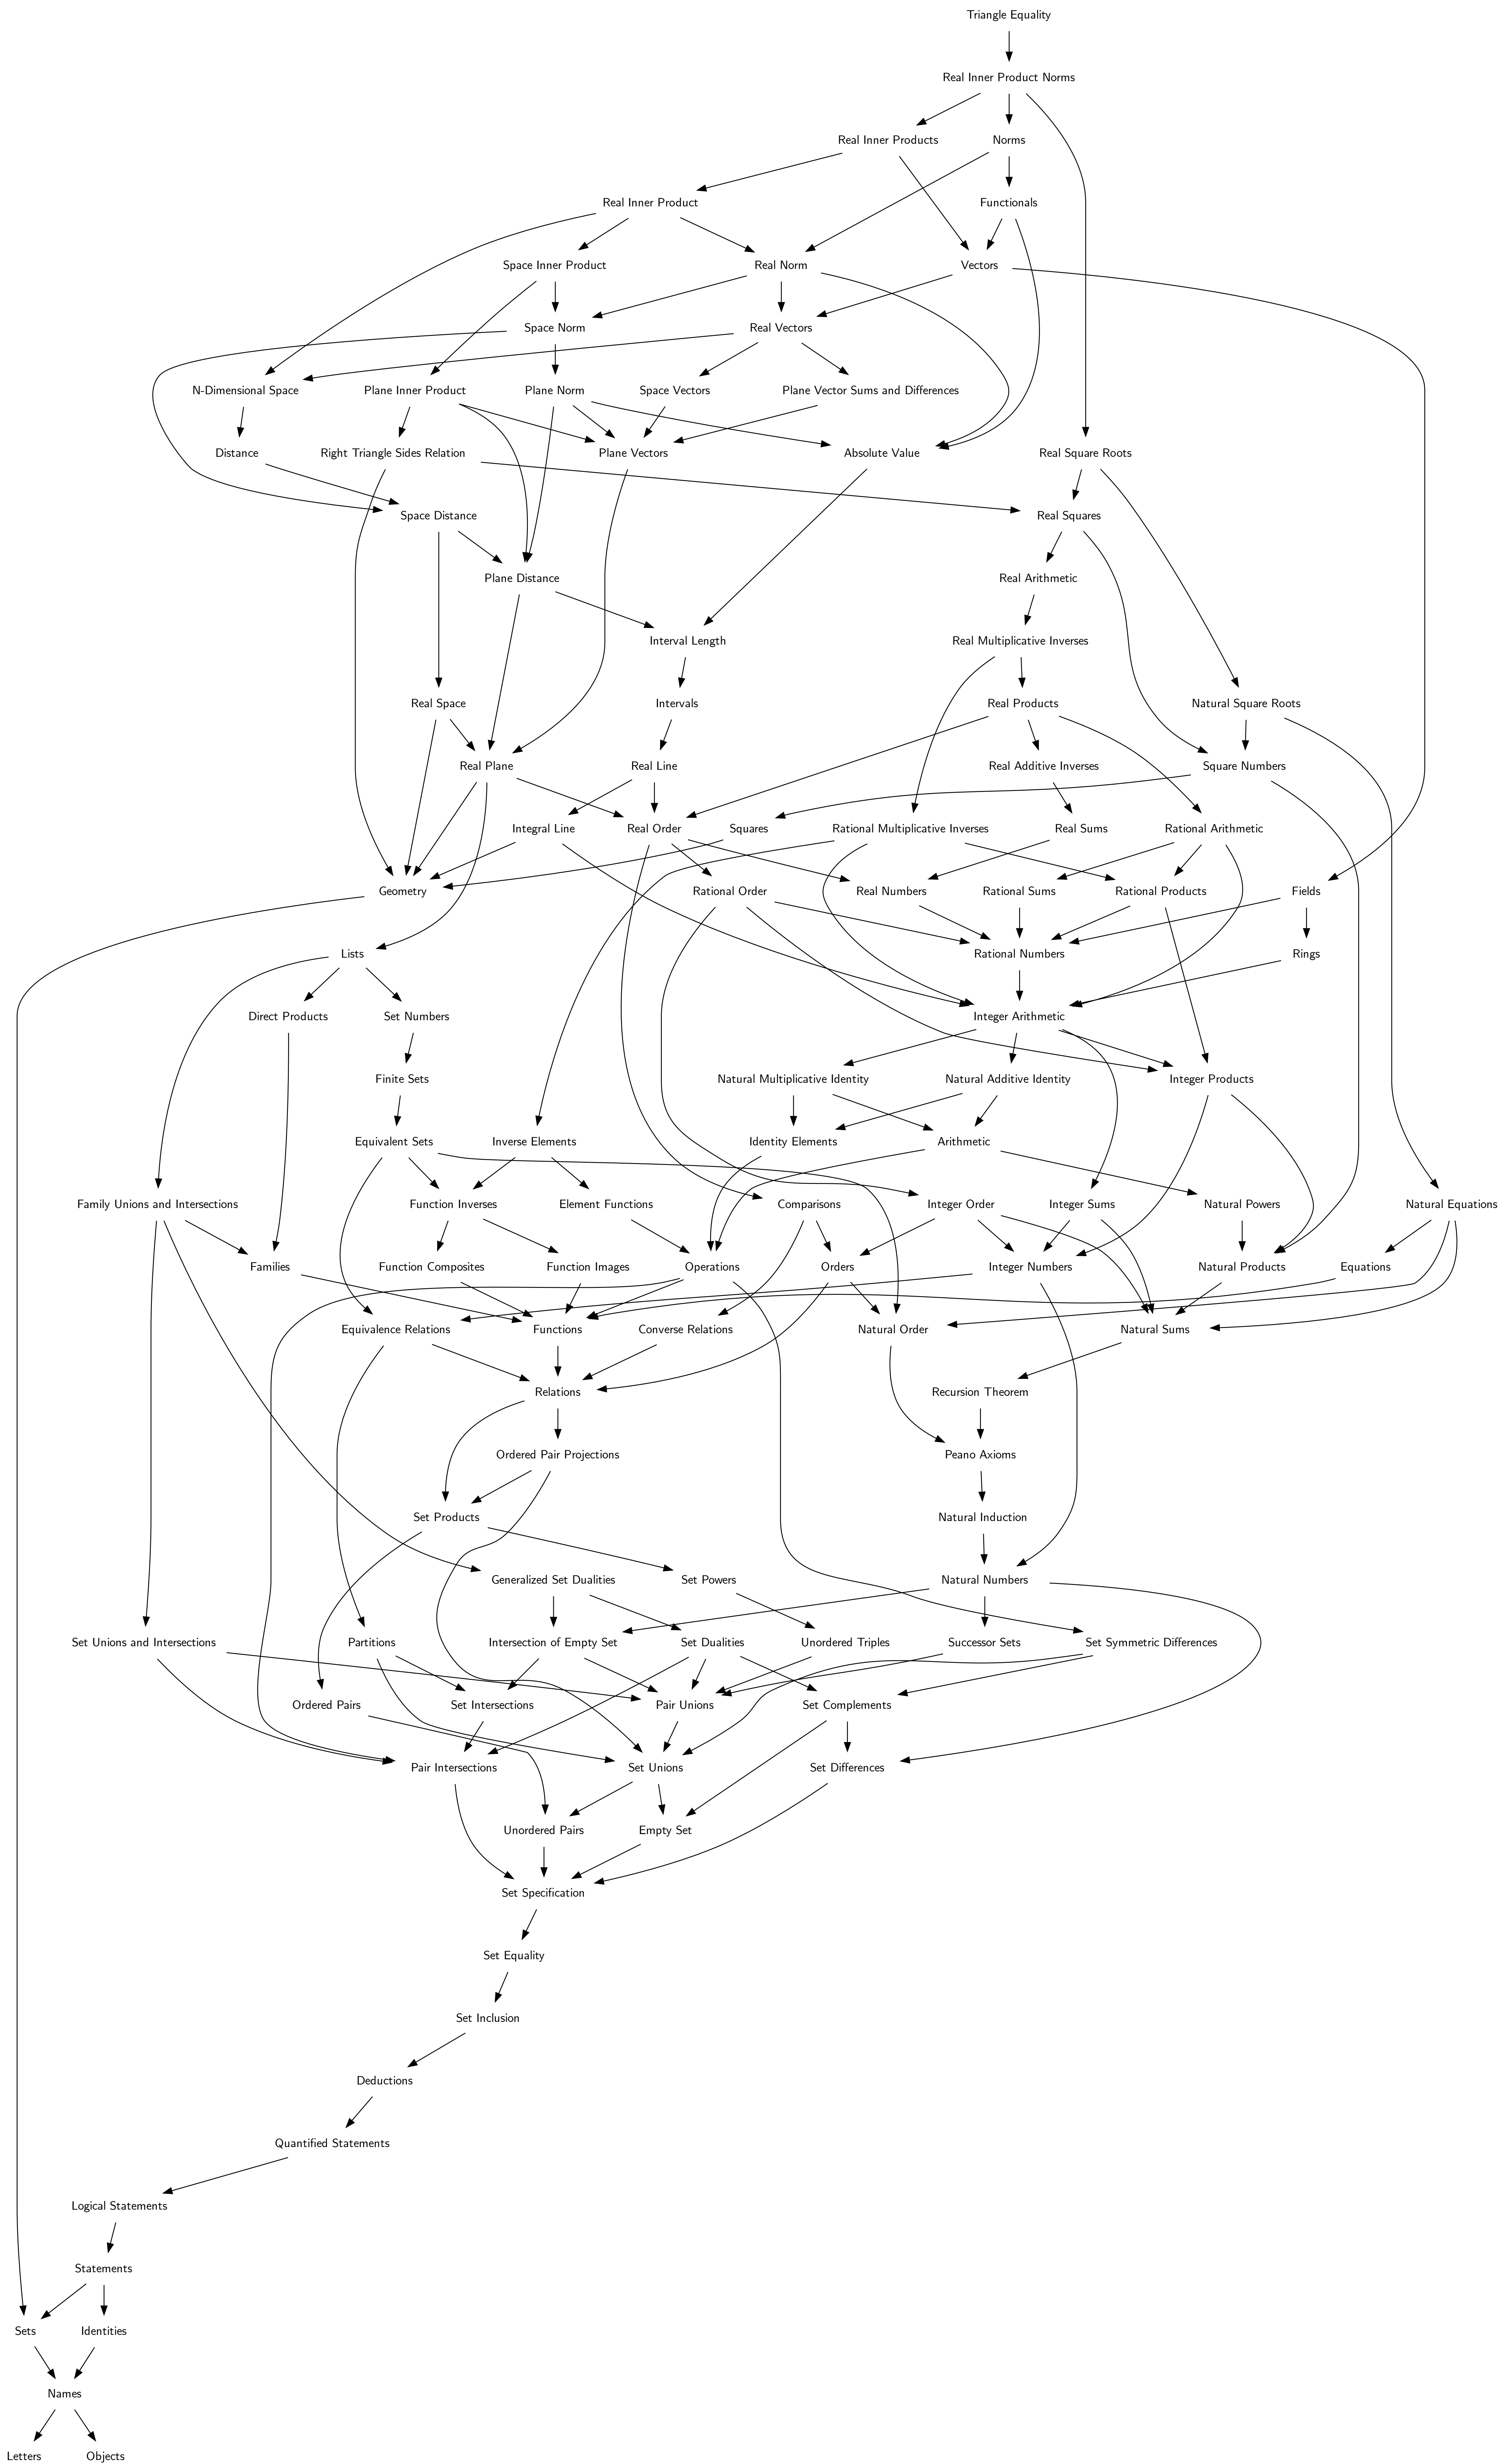 Triangle Equality
Real Inner Product Norms
Real Inner Products
Norms
Real Inner Product
Functionals
Space Inner Product
Real Norm
Vectors
Space Norm
Real Vectors
N-Dimensional Space
Plane Inner Product
Plane Norm
Space Vectors
Plane Vector Sums and Differences
Distance
Right Triangle Sides Relation
Plane Vectors
Absolute Value
Real Square Roots
Space Distance
Real Squares
Plane Distance
Real Arithmetic
Interval Length
Real Multiplicative Inverses
Real Space
Intervals
Real Products
Natural Square Roots
Real Plane
Real Line
Real Additive Inverses
Square Numbers
Integral Line
Real Order
Squares
Rational Multiplicative Inverses
Real Sums
Rational Arithmetic
Geometry
Rational Order
Real Numbers
Rational Sums
Rational Products
Fields
Lists
Rational Numbers
Rings
Direct Products
Set Numbers
Integer Arithmetic
Finite Sets
Natural Multiplicative Identity
Natural Additive Identity
Integer Products
Equivalent Sets
Inverse Elements
Identity Elements
Arithmetic
Family Unions and Intersections
Function Inverses
Element Functions
Comparisons
Integer Order
Integer Sums
Natural Powers
Natural Equations
Families
Function Composites
Function Images
Operations
Orders
Integer Numbers
Natural Products
Equations
Equivalence Relations
Functions
Converse Relations
Natural Order
Natural Sums
Relations
Recursion Theorem
Ordered Pair Projections
Peano Axioms
Set Products
Natural Induction
Generalized Set Dualities
Set Powers
Natural Numbers
Set Unions and Intersections
Partitions
Intersection of Empty Set
Set Dualities
Unordered Triples
Successor Sets
Set Symmetric Differences
Ordered Pairs
Set Intersections
Pair Unions
Set Complements
Pair Intersections
Set Unions
Set Differences
Unordered Pairs
Empty Set
Set Specification
Set Equality
Set Inclusion
Deductions
Quantified Statements
Logical Statements
Statements
Sets
Identities
Names
Letters
Objects